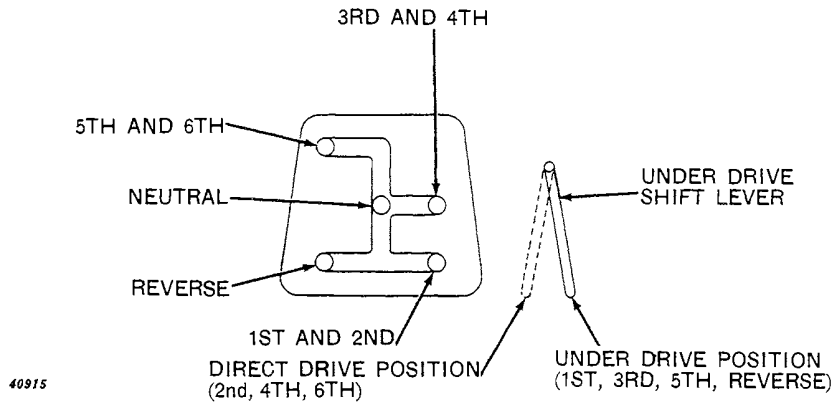 3RD AND 4TH
5TH AND 6TH
NEUTRAL
REVERSE
1ST AND 2ND
UNDER DRIVE
SHIFT LEVER
DIRECT DRIVE POSITION
(2nd, 4TH, 6TH)
UNDER DRIVE POSITION
(1ST, 3RD, 5TH, REVERSE)
40915